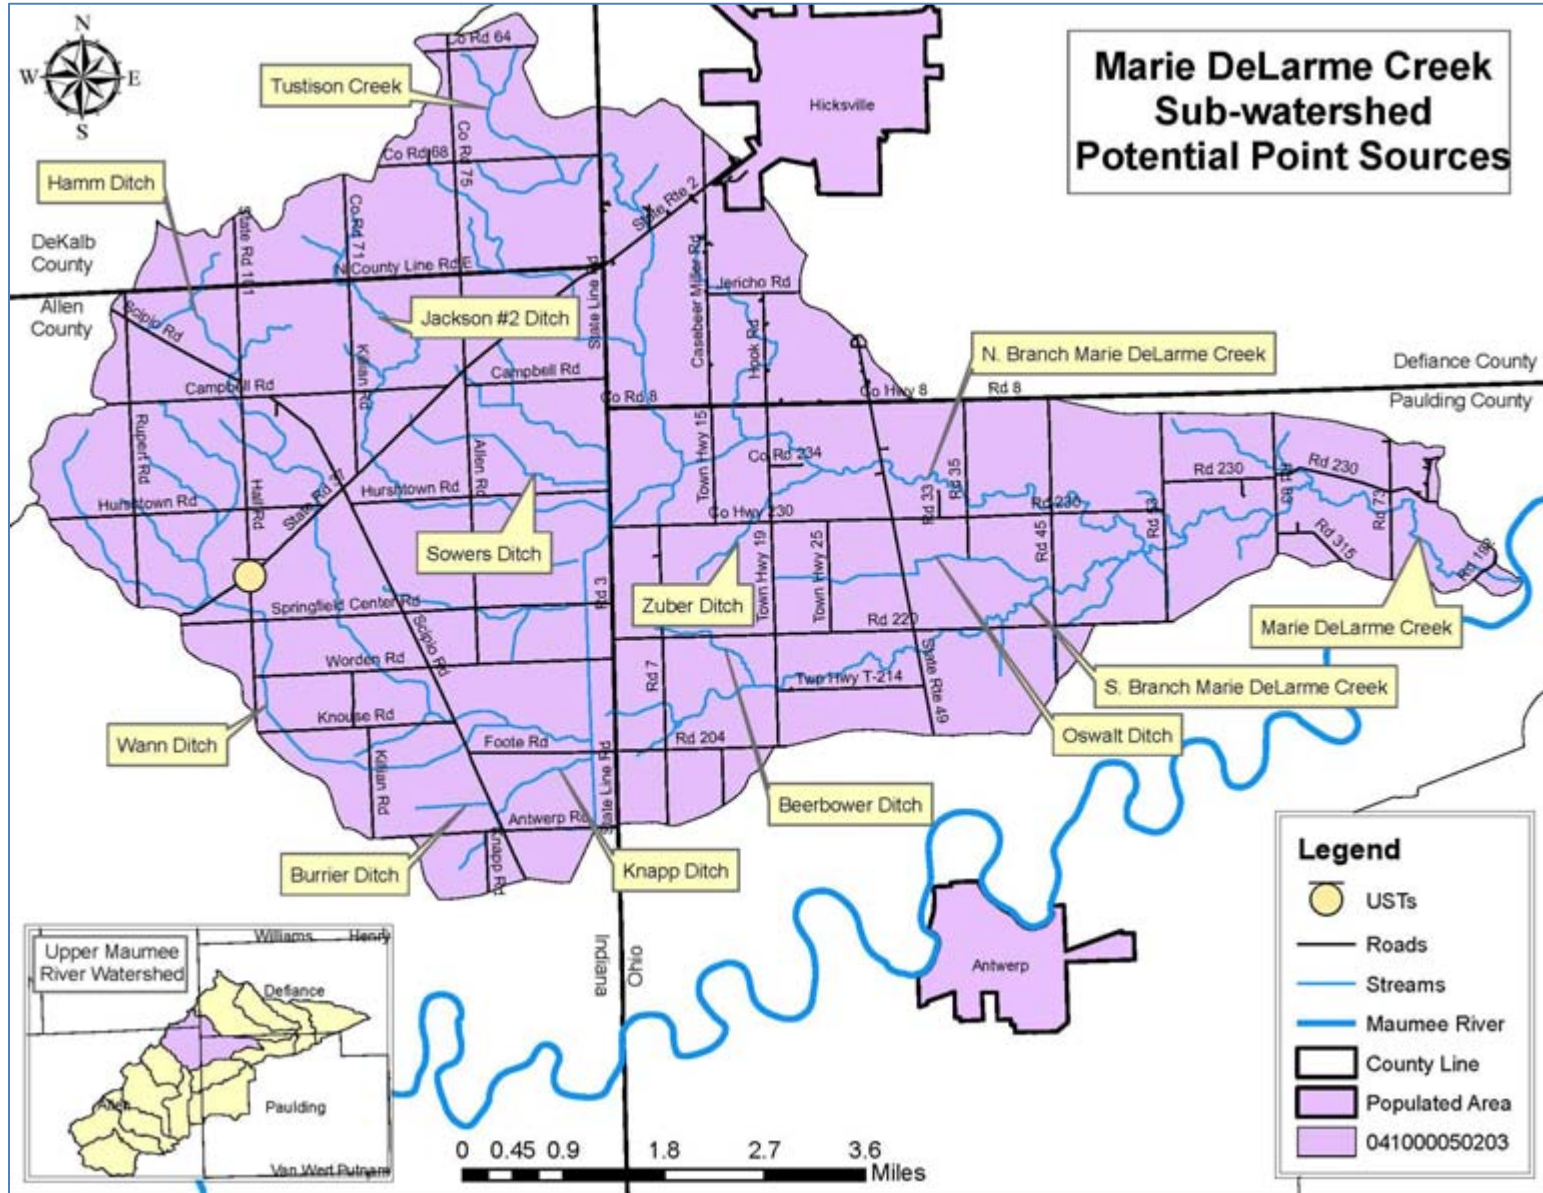 Marie DeLarme Creek
Sub-watershed
Potential Point Sources
N
W
E
S
Co Rd 64
Tustison Creek
Hicksville
Co Rd 68
Co Rd 75
Hamm Ditch
State Rte 2
State Rd 101
Co Rd 71
DeKalb
County
N County Line Rd E
Casebeer Miller Rd
Jericho Rd
Allen
County
Scipio Rd
Jackson #2 Ditch
State Line Rd
Hook Rd
N. Branch Marie DeLarme Creek
Killian Rd
Campbell Rd
Campbell Rd
Co Rd 8
Co Hwy 8
Rd 8
Defiance County
Paulding County
Rupert Rd
Allen Rd
Town Hwy 15
Co Rd 234
Rd 35
Rd 33
Rd 230
Rd 230
Rd 73
Hurshtown Rd
Hall Rd
Hurshtown Rd
Co Hwy 230
Rd 230
Rd 45
Rd 53
Rd 315
Rd 192
Sowers Ditch
Zuber Ditch
Town Hwy 19
Town Hwy 25
Rd 3
Springfield Center Rd
Scipio Rd
Rd 220
Marie DeLarme Creek
Worden Rd
Rd 7
Twp Hwy T-214
State Rte 49
S. Branch Marie DeLarme Creek
Knouse Rd
Wann Ditch
Foote Rd
Rd 204
Oswalt Ditch
Killian Rd
State Line Rd
Beerbower Ditch
Antwerp Rd
Burrier Ditch
Knapp Rd
Knapp Ditch
Indiana
Ohio
Antwerp
Upper Maumee
River Watershed
Williams
Henry
Defiance
Allen
Paulding
Van Wert
Putnam
0 0.45 0.9 1.8 2.7 3.6
Miles
Legend
USTs
Roads
Streams
Maumee River
County Line
Populated Area
041000050203